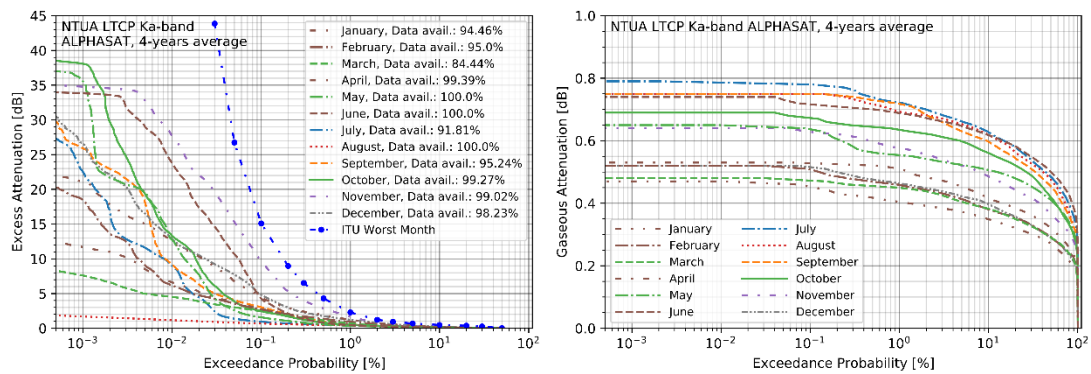 NTUA LTCP Ka-band
ALPHASAT, 4-years average
January, Data avail.: 94.46%
February, Data avail.: 95.0%
March, Data avail.: 84.44%
April, Data avail.: 99.39%
May, Data avail.: 100.0%
June, Data avail.: 100.0%
July, Data avail.: 91.81%
August, Data avail.: 100.0%
September, Data avail.: 95.24%
October, Data avail.: 99.27%
November, Data avail.: 99.02%
December, Data avail.: 98.23%
ITU Worst Month
Excess Attenuation [dB]
45
40
35
30
25
20
15
10
5
0
10⁻³
10⁻²
10⁻¹
10⁰
10¹
10²
Exceedance Probability [%]
NTUA LTCP Ka-band ALPHASAT, 4-years average
Gaseous Attenuation [dB]
1.0
0.8
0.6
0.4
0.2
0.0
January
February
March
April
May
June
July
August
September
October
November
December
10⁻³
10⁻²
10⁻¹
10⁰
10¹
10²
Exceedance Probability [%]